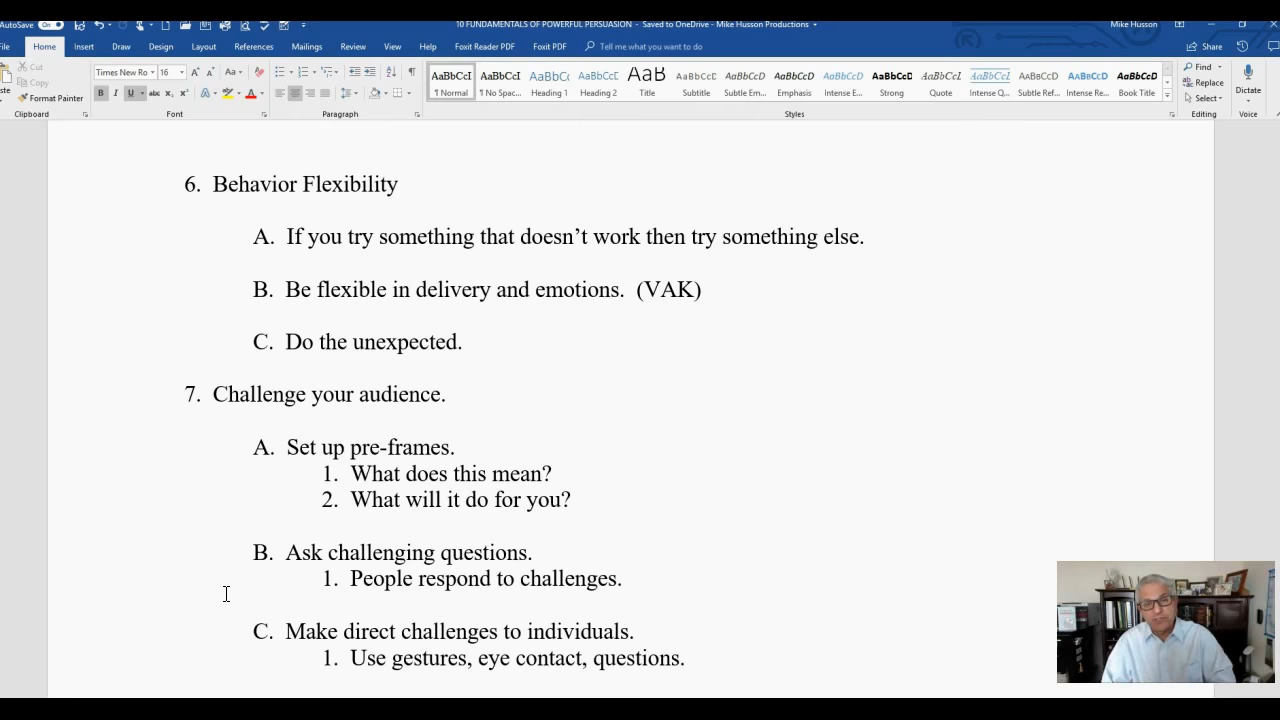 AutoSave On 10 FUNDAMENTALS OF POWERFUL PERSUASION - Saved to OneDrive - Mike Husson Productions Mike Husson
File Home Insert Draw Design Layout References Mailings Review View Help Foxit Reader PDF Foxit PDF Tell me what you want to do Share
Cut
Copy
Format Painter
Clipboard
Times New Ro 16 Aa
B I U abc x₂ x² A A
Font
Paragraph
AaBbCcI AaBbCcI AaBbCc AaBbCcI AaB AaBbCcD AaBbCcD AaBbCcD AaBbCcD AaBbCcI AaBbCcI AaBbCcI AABBCCD AABBCCD AaBbCcD
¶ Normal ¶ No Spac... Heading 1 Heading 2 Title Subtitle Subtle Em... Emphasis Intense E... Strong Quote Intense Q... Subtle Ref... Intense Re... Book Title
Styles
Find
Replace
Select
Editing
Dictate
Voice
6. Behavior Flexibility
A. If you try something that doesn’t work then try something else.
B. Be flexible in delivery and emotions. (VAK)
C. Do the unexpected.
7. Challenge your audience.
A. Set up pre-frames.
1. What does this mean?
2. What will it do for you?
B. Ask challenging questions.
1. People respond to challenges.
C. Make direct challenges to individuals.
1. Use gestures, eye contact, questions.